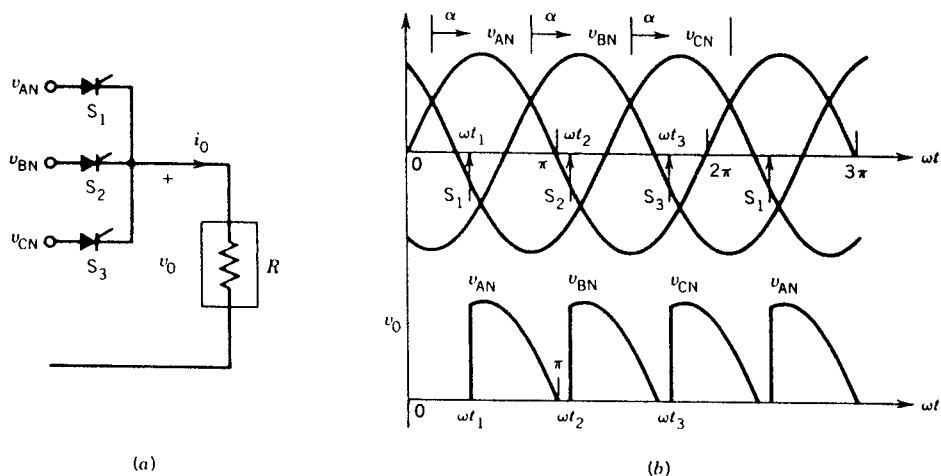 v_AN
S_1
v_BN
S_2
v_CN
S_3
i_0
+
v_0
R
(a)
α α α
v_AN v_BN v_CN
ωt_1 ωt_2 ωt_3
0 π 2π 3π ωt
S_1 S_2 S_3 S_1
v_AN v_BN v_CN v_AN
v_0
π
0 ωt_1 ωt_2 ωt_3 ωt
(b)